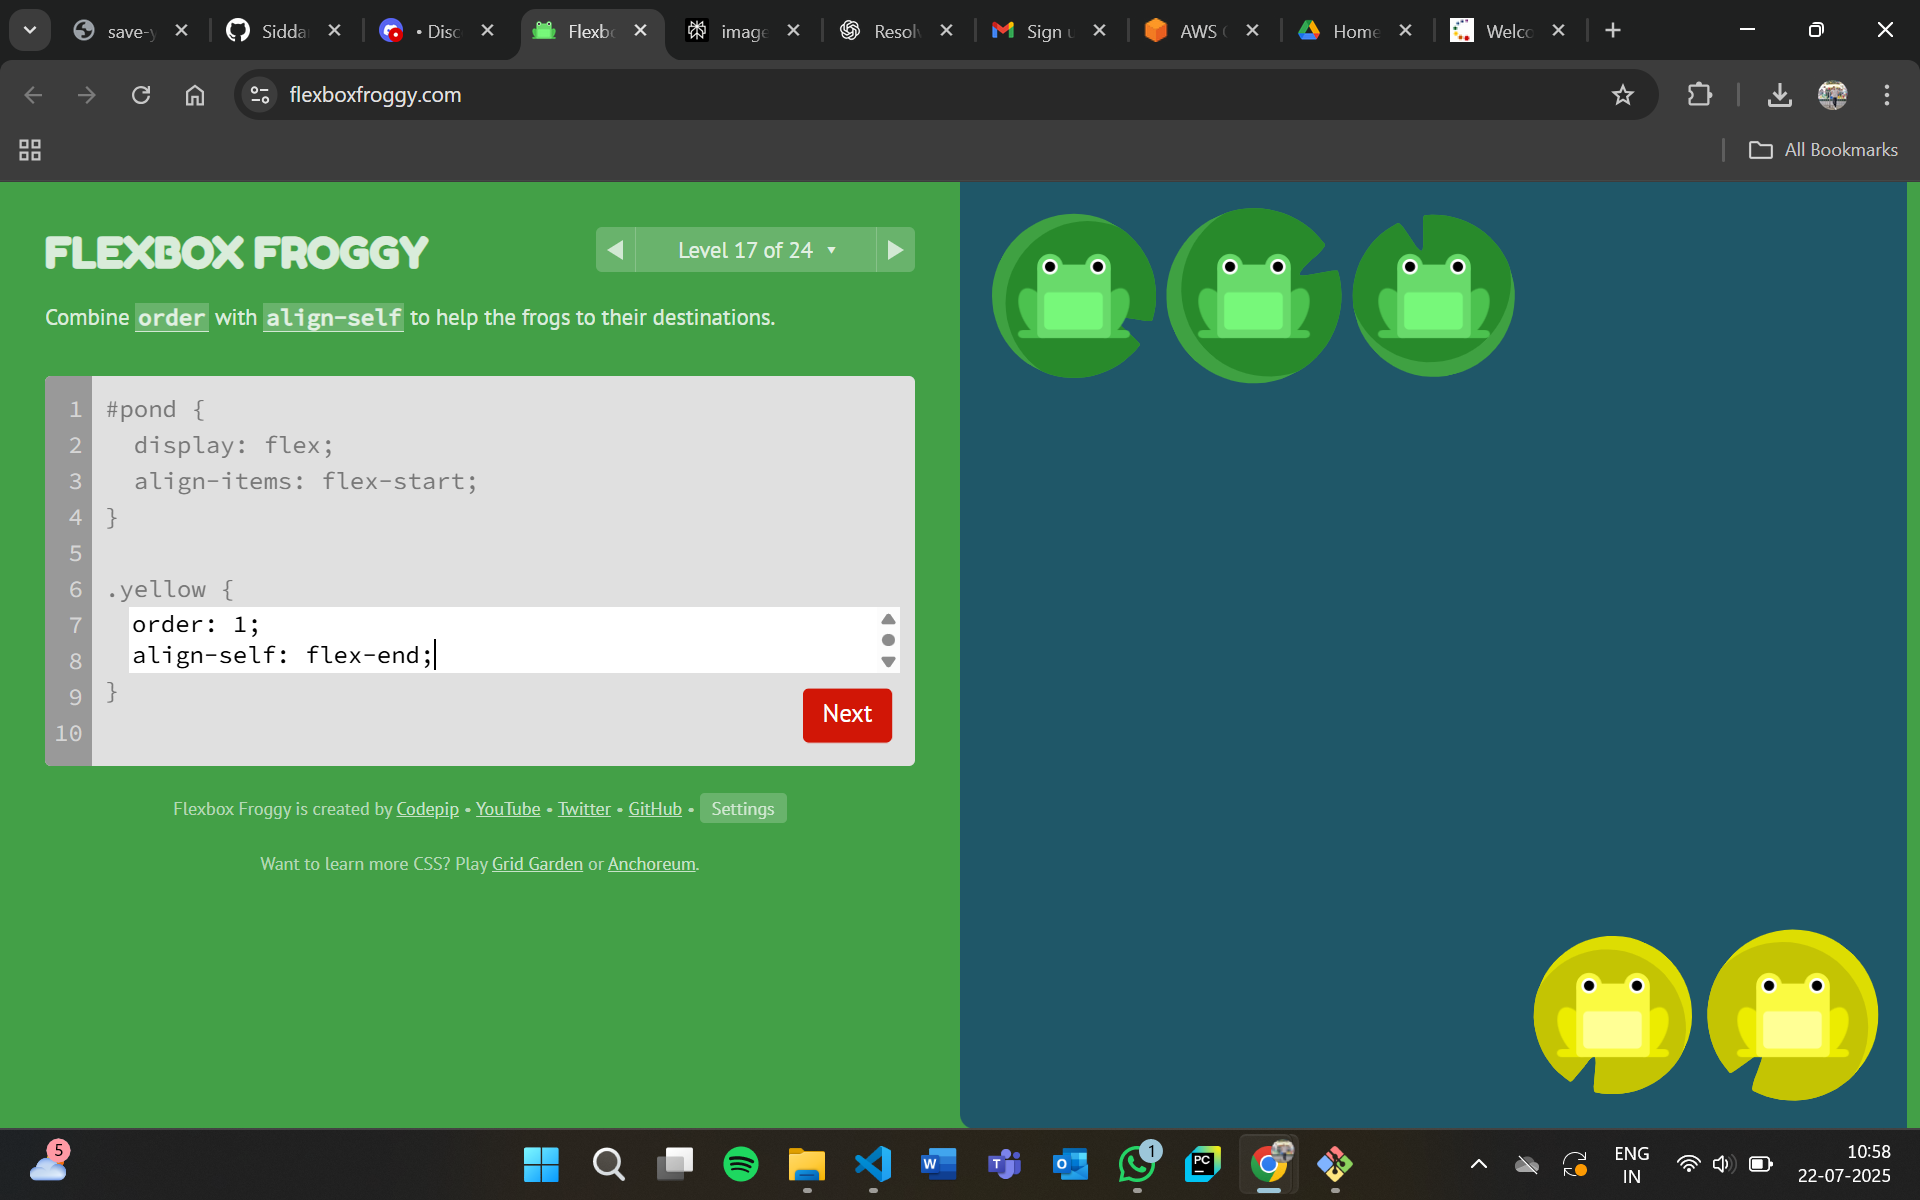 save-y
Sidda
• Disc
Flexbo
image
Resolv
Sign u
AWS C
Home
Welco
flexboxfroggy.com
All Bookmarks
FLEXBOX FROGGY
Level 17 of 24
Combine order with align-self to help the frogs to their destinations.
1 #pond {
2 display: flex;
3 align-items: flex-start;
4 }
5
6 .yellow {
7 order: 1;
8 align-self: flex-end;
9 }
10
Next
Flexbox Froggy is created by Codepip • YouTube • Twitter • GitHub • Settings
Want to learn more CSS? Play Grid Garden or Anchoreum.
5
W
T
O
1
PC
ENG
IN
10:58
22-07-2025